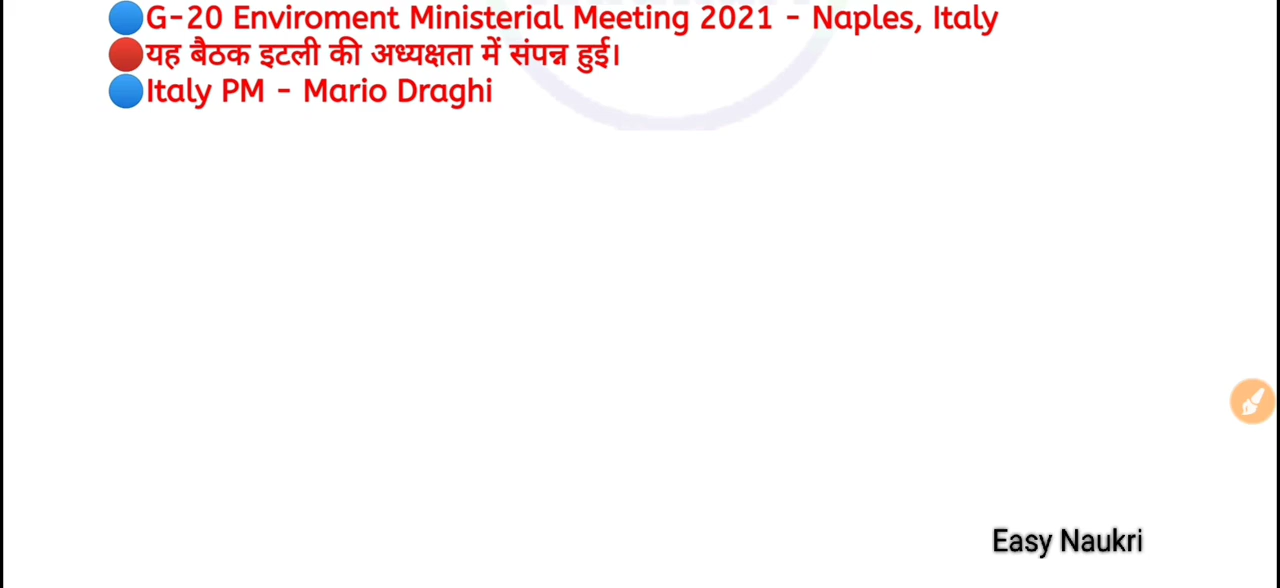 G-20 Enviroment Ministerial Meeting 2021 - Naples, Italy
यह बैठक इटली की अध्यक्षता में संपन्न हुई।
Italy PM - Mario Draghi
Easy Naukri